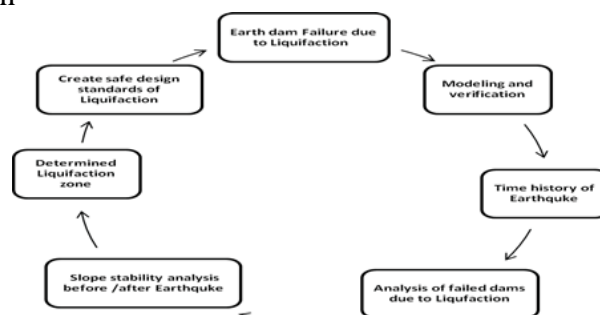 Earth dam Failure due
to Liquifaction
Modeling and
verification
Time history of
Earthquke
Analysis of failed dams
due to Liqufaction
Slope stability analysis
before /after Earthquke
Determined
Liquifaction
zone
Create safe design
standards of
Liquifaction